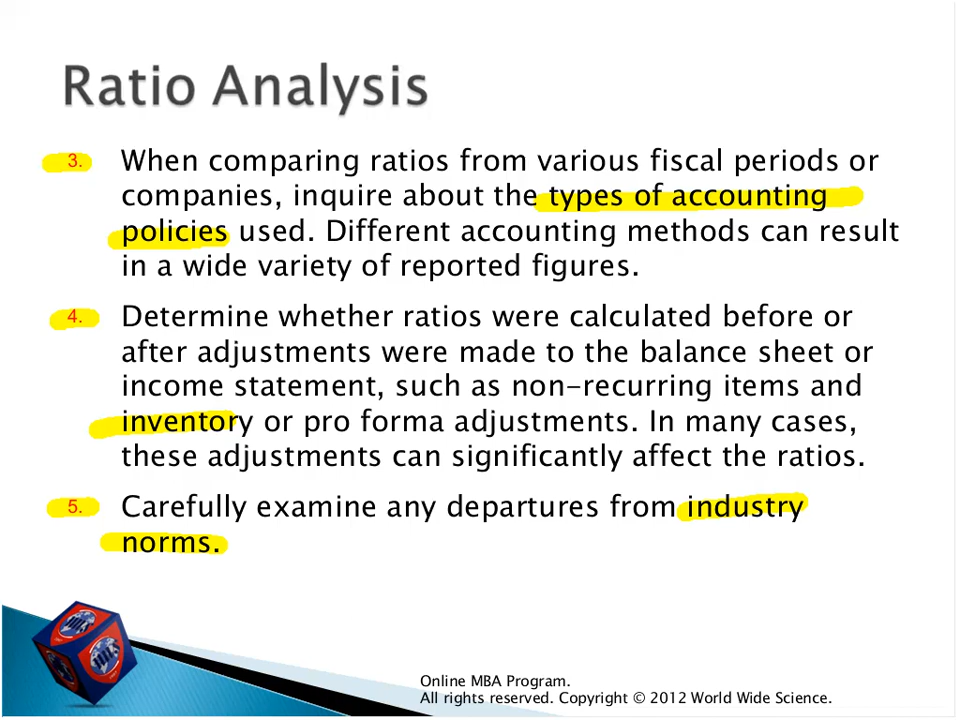 Ratio Analysis
3. When comparing ratios from various fiscal periods or
companies, inquire about the types of accounting
policies used. Different accounting methods can result
in a wide variety of reported figures.
4. Determine whether ratios were calculated before or
after adjustments were made to the balance sheet or
income statement, such as non-recurring items and
inventory or pro forma adjustments. In many cases,
these adjustments can significantly affect the ratios.
5. Carefully examine any departures from industry
norms.
Online MBA Program.
All rights reserved. Copyright © 2012 World Wide Science.